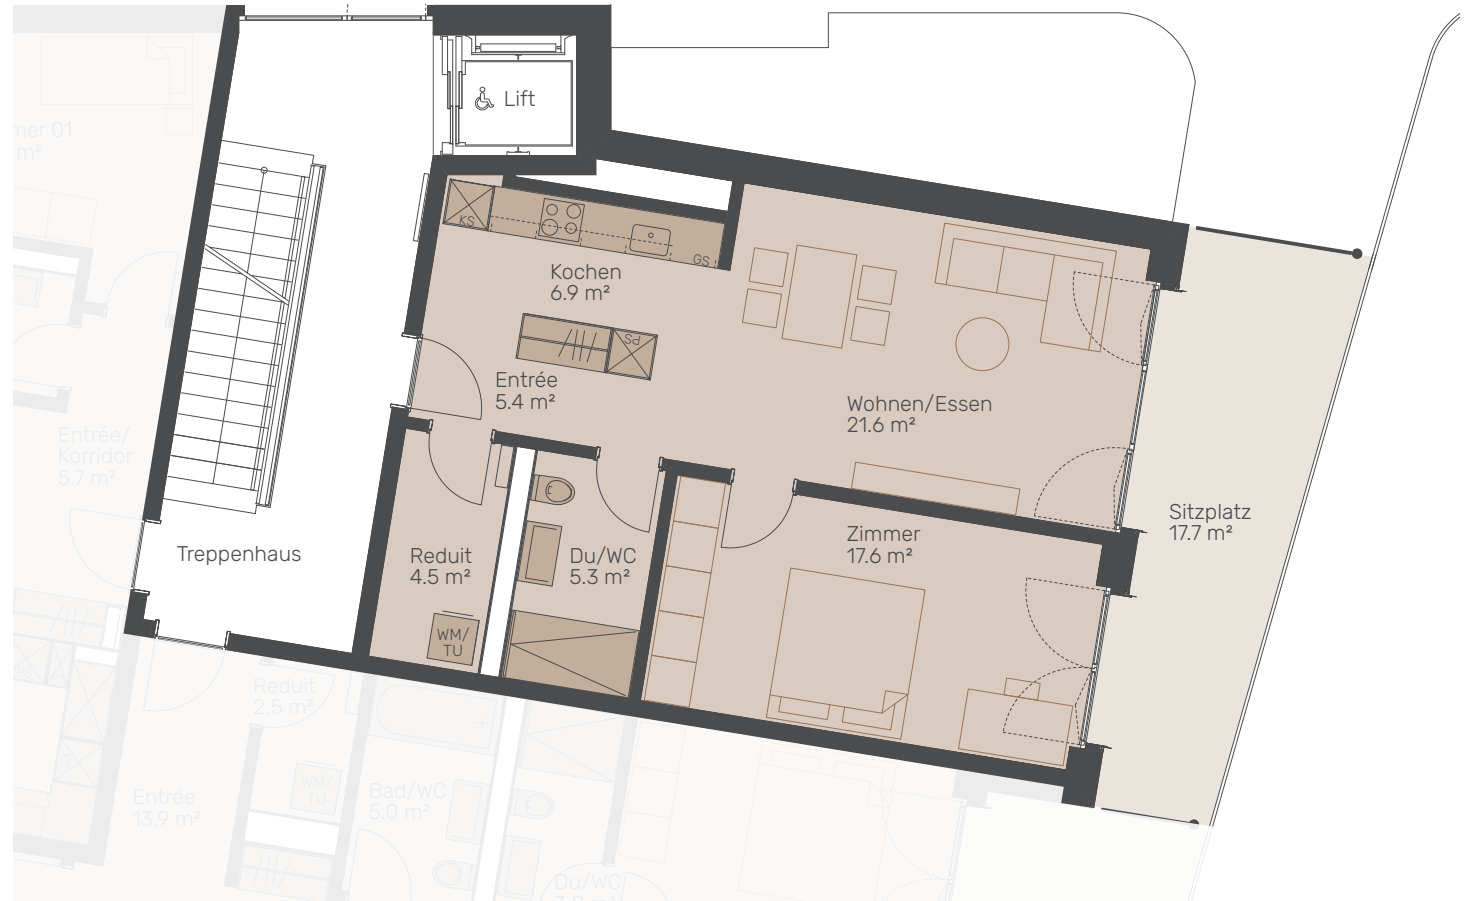 mer 01
m²
Lift
KS
GS
Kochen
6.9 m²
PS
Entrée
5.4 m²
Wohnen/Essen
21.6 m²
Entrée/
Korridor
5.7 m²
Sitzplatz
17.7 m²
Treppenhaus
Reduit
4.5 m²
Du/WC
5.3 m²
Zimmer
17.6 m²
WM/
TU
Reduit
2.5 m²
WM/
TU
Entrée
13.9 m²
Bad/WC
5.0 m²
Du/WC